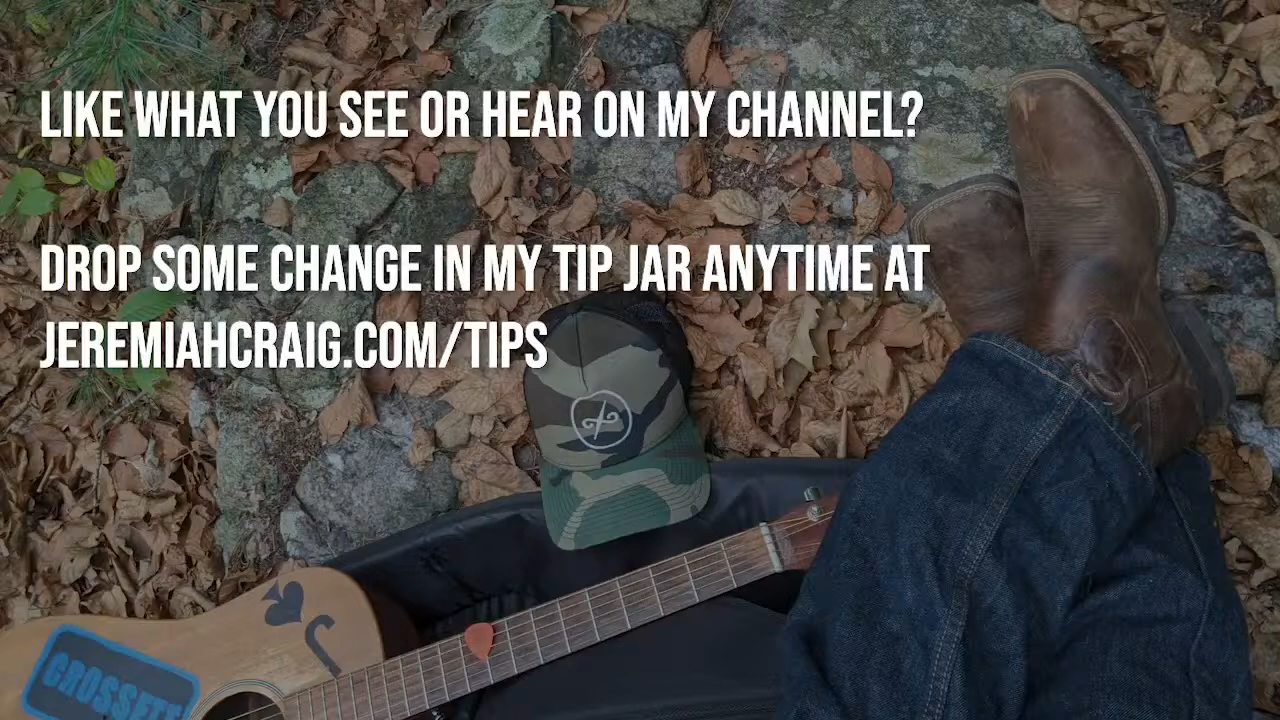 LIKE WHAT YOU SEE OR HEAR ON MY CHANNEL?
DROP SOME CHANGE IN MY TIP JAR ANYTIME AT
JEREMIAHCRAIG.COM/TIPS